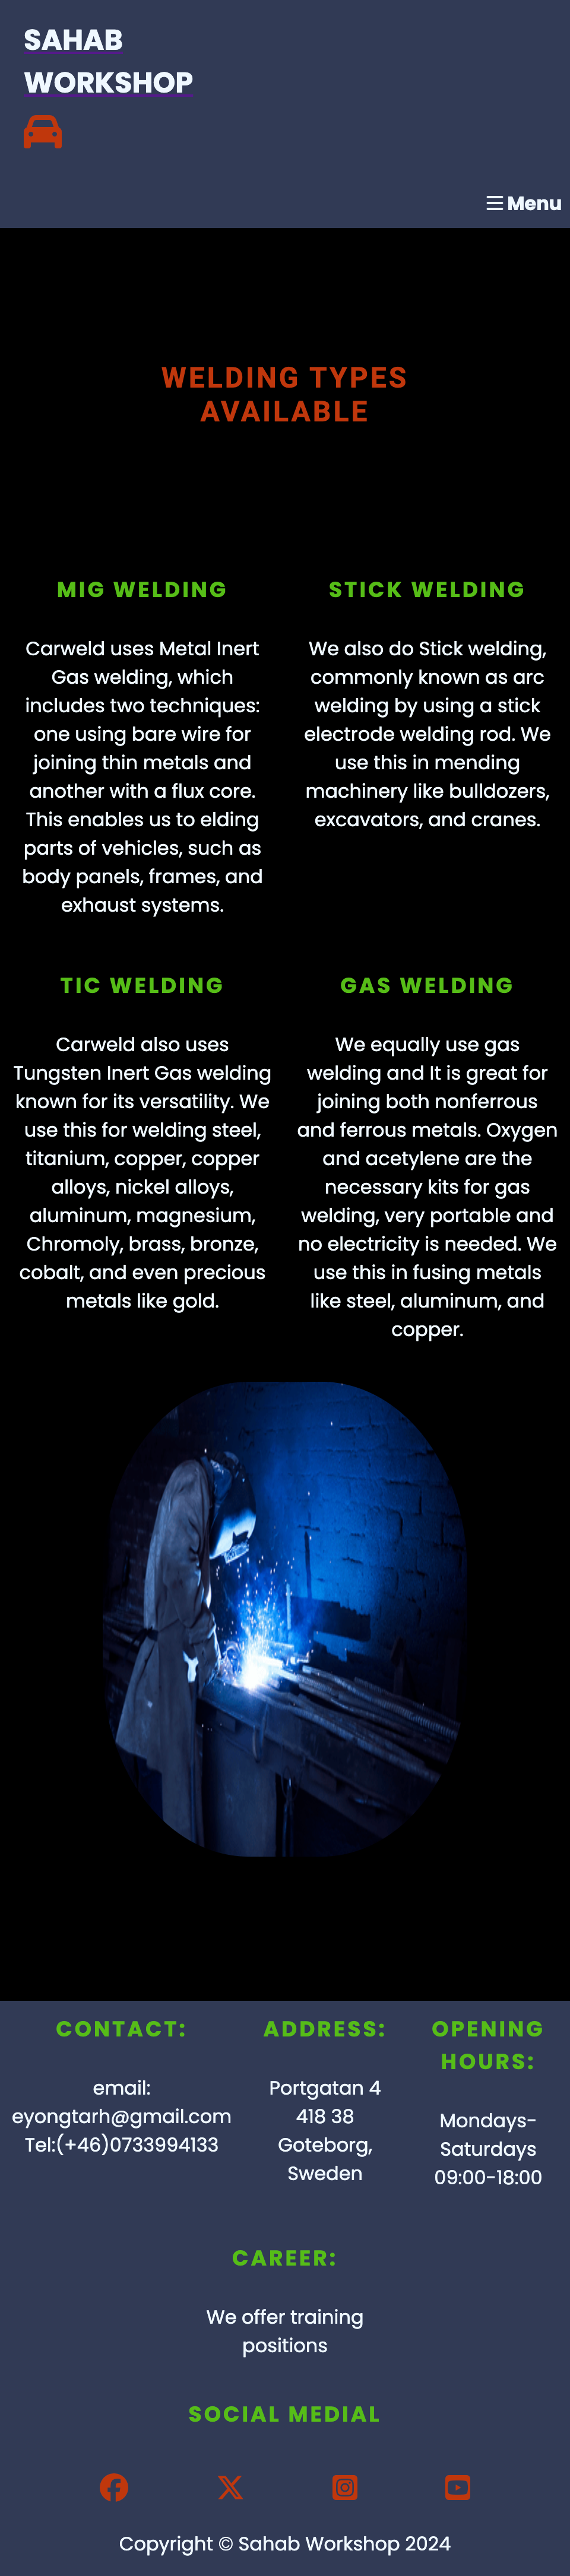 SAHAB
WORKSHOP
Menu
WELDING TYPES
AVAILABLE
MIG WELDING
Carweld uses Metal Inert
Gas welding, which
includes two techniques:
one using bare wire for
joining thin metals and
another with a flux core.
This enables us to elding
parts of vehicles, such as
body panels, frames, and
exhaust systems.
STICK WELDING
We also do Stick welding,
commonly known as arc
welding by using a stick
electrode welding rod. We
use this in mending
machinery like bulldozers,
excavators, and cranes.
TIC WELDING
Carweld also uses
Tungsten Inert Gas welding
known for its versatility. We
use this for welding steel,
titanium, copper, copper
alloys, nickel alloys,
aluminum, magnesium,
Chromoly, brass, bronze,
cobalt, and even precious
metals like gold.
GAS WELDING
We equally use gas
welding and It is great for
joining both nonferrous
and ferrous metals. Oxygen
and acetylene are the
necessary kits for gas
welding, very portable and
no electricity is needed. We
use this in fusing metals
like steel, aluminum, and
copper.
CONTACT:
email:
eyongtarh@gmail.com
Tel:(+46)0733994133
ADDRESS:
Portgatan 4
418 38
Goteborg,
Sweden
OPENING
HOURS:
Mondays-
Saturdays
09:00-18:00
CAREER:
We offer training
positions
SOCIAL MEDIAL
Copyright © Sahab Workshop 2024